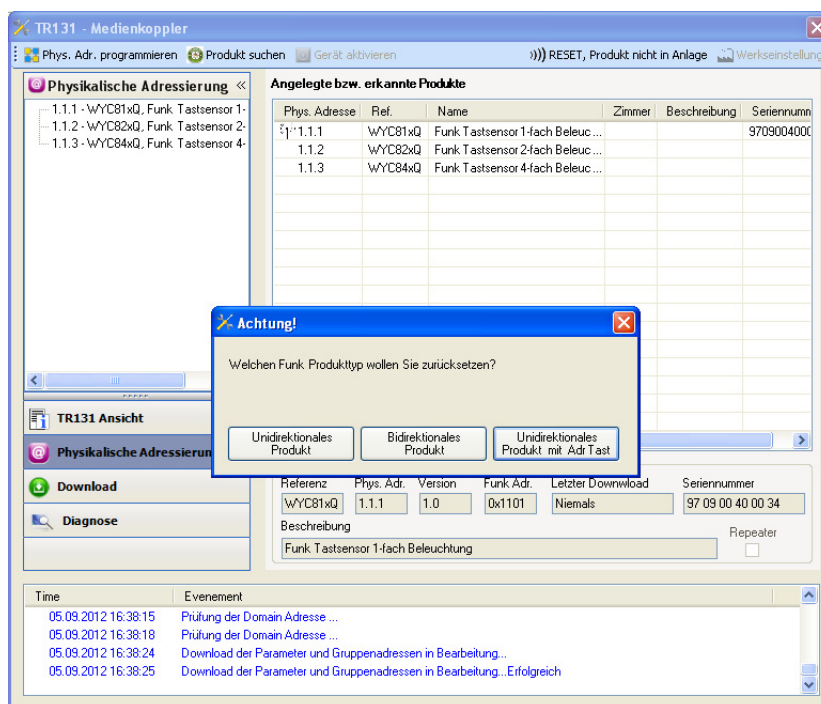 TR131 - Medienkoppler
Phys. Adr. programmieren Produkt suchen Gerät aktivieren RESET, Produkt nicht in Anlage Werkseinstellung
Physikalische Adressierung «
1.1.1 - WYC81xQ, Funk Tastsensor 1-
1.1.2 - WYC82xQ, Funk Tastsensor 2-
1.1.3 - WYC84xQ, Funk Tastsensor 4-
Angelegte bzw. erkannte Produkte
Phys. Adresse Ref. Name Zimmer Beschreibung Seriennumm
1.1.1 WYC81xQ Funk Tastsensor 1-fach Beleuc ... 9709004000
1.1.2 WYC82xQ Funk Tastsensor 2-fach Beleuc ...
1.1.3 WYC84xQ Funk Tastsensor 4-fach Beleuc ...
Achtung!
Welchen Funk Produkttyp wollen Sie zurücksetzen?
Unidirektionales Produkt
Bidirektionales Produkt
Unidirektionales Produkt mit AdrTast
TR131 Ansicht
Physikalische Adressierun
Download
Diagnose
Referenz Phys. Adr. Version Funk Adr. Letzter Downwload Seriennummer
WYC81xQ 1.1.1 1.0 0x1101 Niemals 97 09 00 40 00 34
Beschreibung
Repeater
Funk Tastsensor 1-fach Beleuchtung
Time Evenement
05.09.2012 16:38:15 Prüfung der Domain Adresse ...
05.09.2012 16:38:18 Prüfung der Domain Adresse ...
05.09.2012 16:38:24 Download der Parameter und Gruppenadressen in Bearbeitung...
05.09.2012 16:38:25 Download der Parameter und Gruppenadressen in Bearbeitung...Erfolgreich